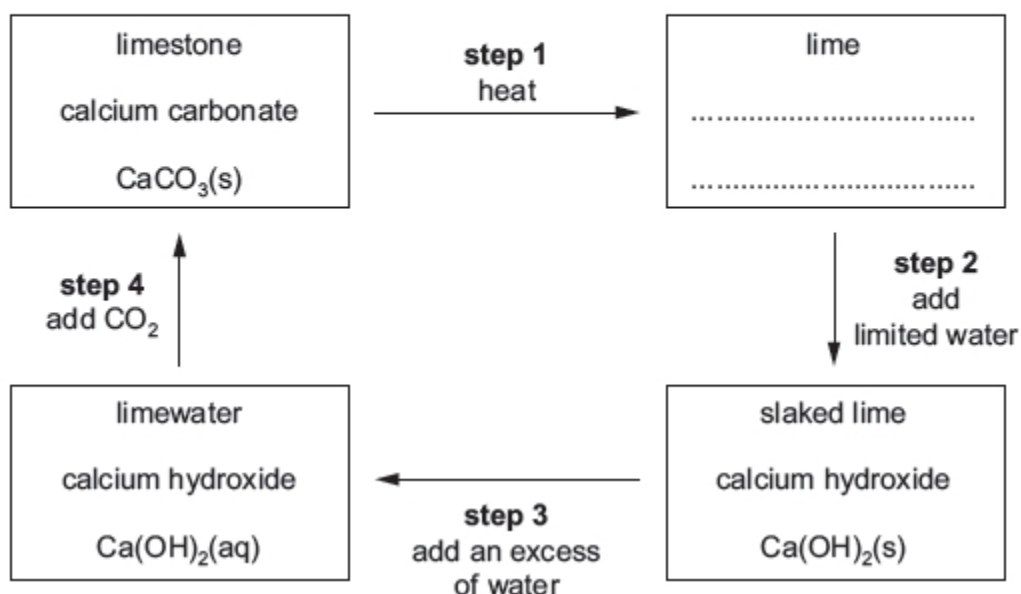 limestone
calcium carbonate
CaCO₃(s)
step 1
heat
lime
.....................................
.....................................
step 4
add CO₂
step 2
add
limited water
limewater
calcium hydroxide
Ca(OH)₂(aq)
step 3
add an excess
of water
slaked lime
calcium hydroxide
Ca(OH)₂(s)